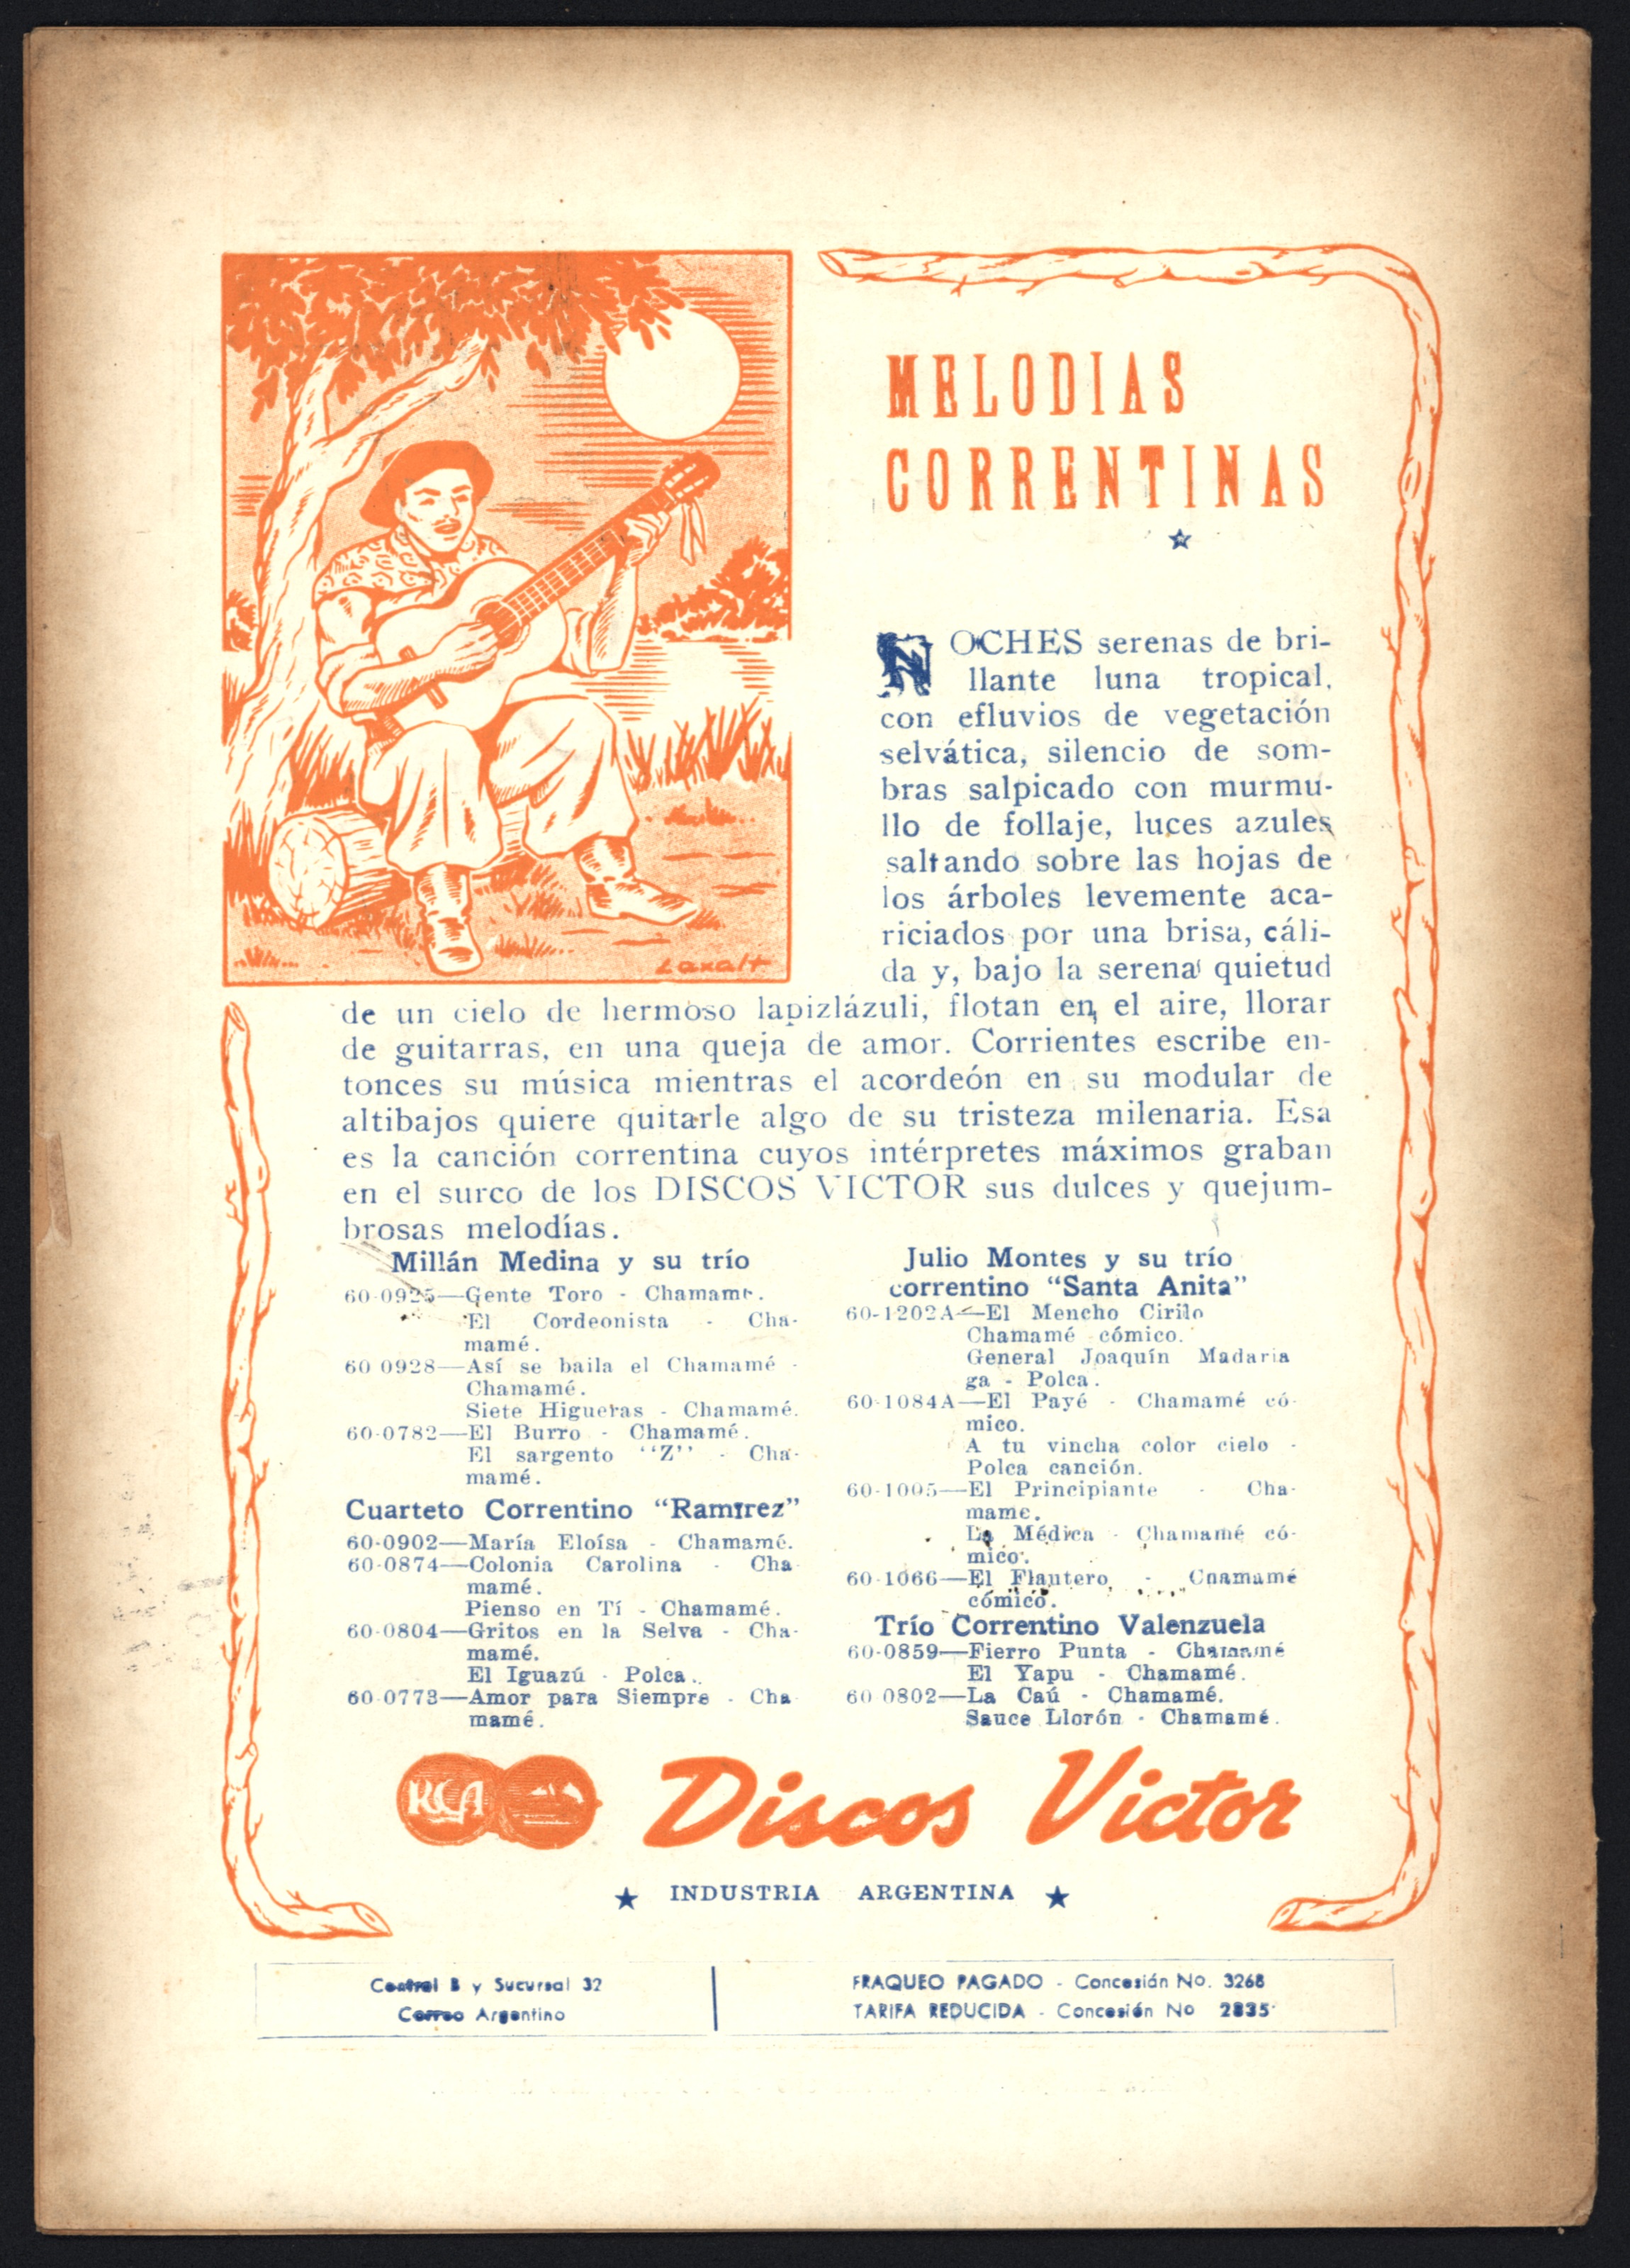 MELODIAS
CORRENTINAS
NOCHES serenas de bri-
llante luna tropical,
con efluvios de vegetación
selvática, silencio de som-
bras salpicado con murmu-
llo de follaje, luces azules
saltando sobre las hojas de
los árboles levemente aca-
riciados por una brisa, cáli-
da y, bajo la serena quietud
Laxalt
de un cielo de hermoso lapizlázuli, flotan en el aire, llorar
de guitarras, en una queja de amor. Corrientes escribe en-
tonces su música mientras el acordeón en su modular de
altibajos quiere quitarle algo de su tristeza milenaria. Esa
es la canción correntina cuyos intérpretes máximos graban
en el surco de los DISCOS VICTOR sus dulces y quejum-
brosas melodías.
Millán Medina y su trío
60-0925—Gente Toro - Chamamé.
El Cordeonista - Cha-
mamé.
60 0928—Así se baila el Chamamé -
Chamamé.
Siete Higueras - Chamamé.
60-0782—El Burro - Chamamé.
El sargento "Z" - Cha-
mamé.
Cuarteto Correntino "Ramírez"
60-0902—María Eloísa - Chamamé.
60-0874—Colonia Carolina - Cha
mamé.
Pienso en Tí - Chamamé.
60-0804—Gritos en la Selva - Cha-
mamé.
El Iguazú - Polca.
60-0773—Amor para Siempre - Cha
mamé.
Julio Montes y su trío
correntino "Santa Anita"
60-1202A—El Mencho Cirilo
Chamamé cómico.
General Joaquín Madaria
ga - Polca.
60-1084A—El Payé - Chamamé có-
mico.
A tu vincha color cielo -
Polca canción.
60-1005—El Principiante - Cha-
mame.
La Médica - Chamamé có-
mico.
60-1066—El Flautero - Chamamé
cómico.
Trío Correntino Valenzuela
60-0859—Fierro Punta - Chamamé
El Yapu - Chamamé.
60 0802—La Caú - Chamamé.
Sauce Llorón - Chamamé.
RCA Discos Victor
INDUSTRIA ARGENTINA
Central B y Sucursal 32
Correo Argentino
FRAQUEO PAGADO - Concesión No. 3268
TARIFA REDUCIDA - Concesión No 2835